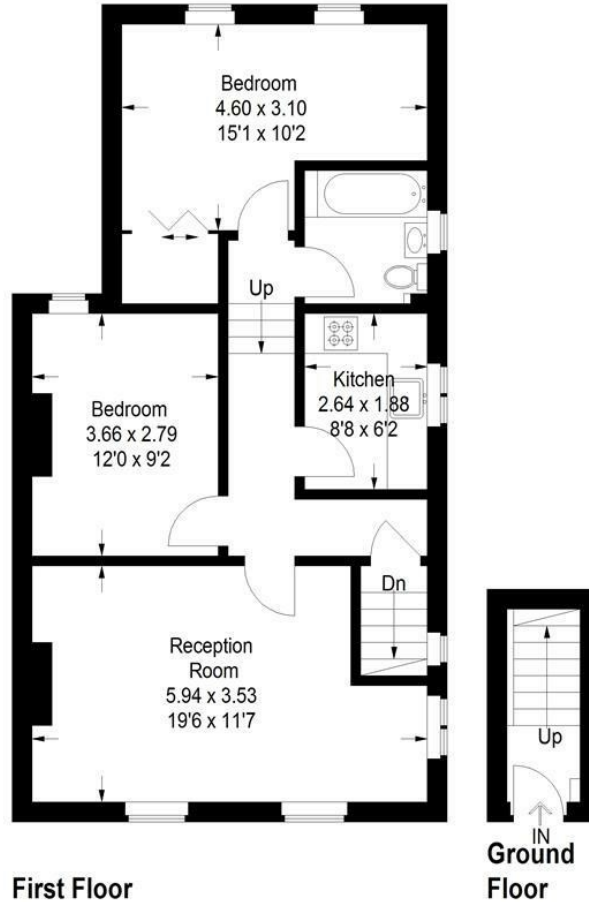 Bedroom
4.60 x 3.10
15'1 x 10'2
Up
Kitchen
2.64 x 1.88
8'8 x 6'2
Bedroom
3.66 x 2.79
12'0 x 9'2
Dn
Reception
Room
5.94 x 3.53
19'6 x 11'7
Up
IN
First Floor
Ground
Floor